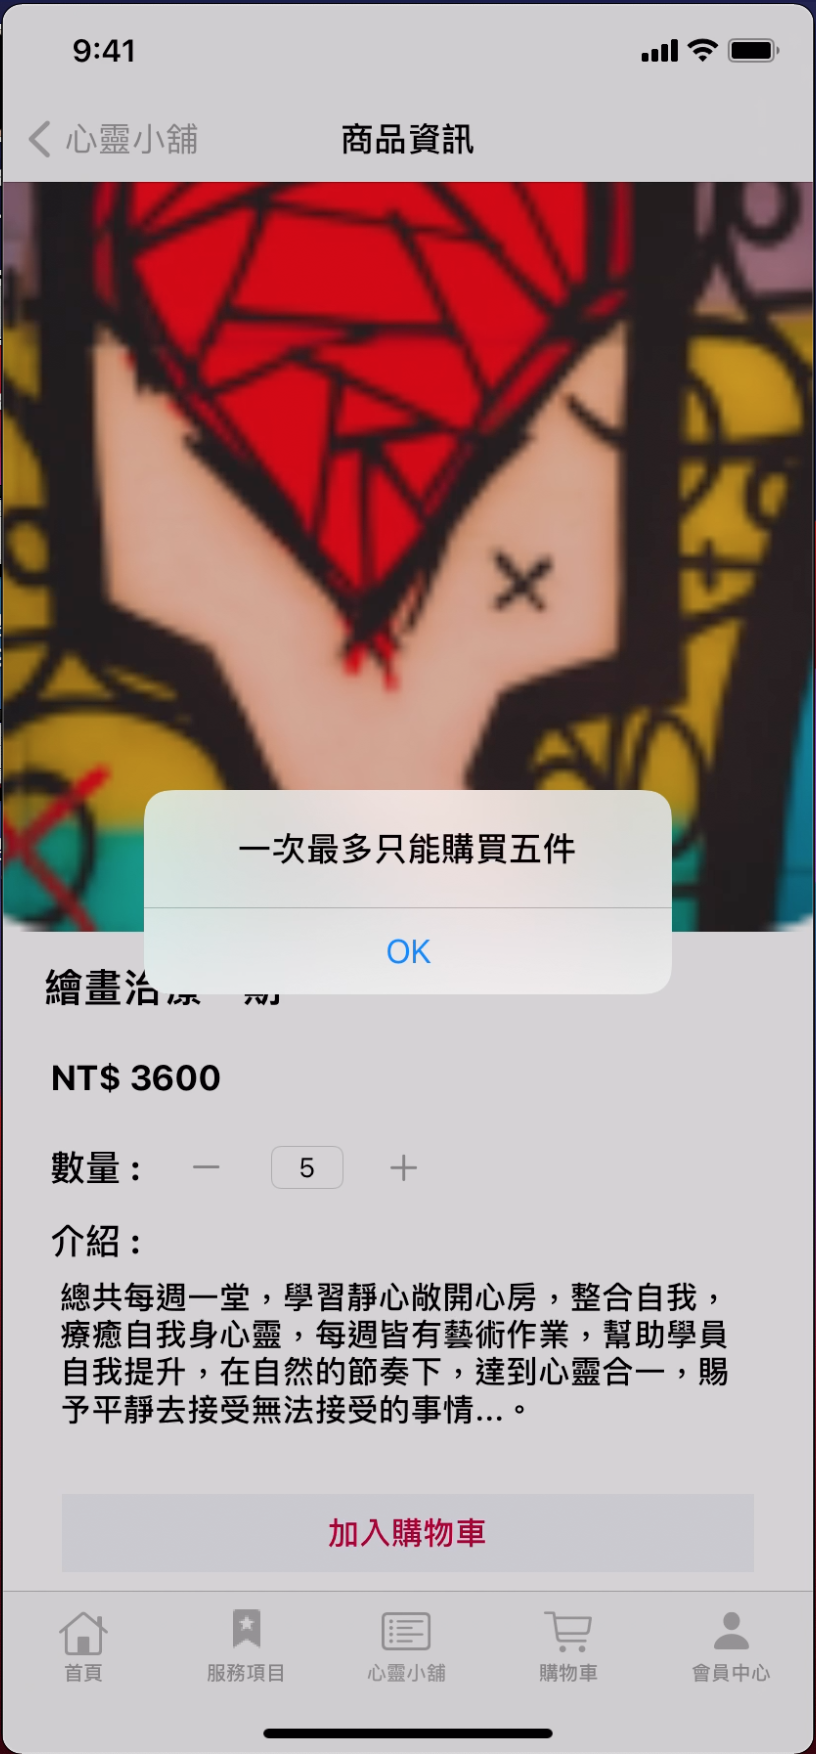 9:41
心靈小舖
商品資訊
一次最多只能購買五件
OK
繪畫治療 期
NT$ 3600
數量：
5
介紹：
總共每週一堂，學習靜心敞開心房，整合自我，
療癒自我身心靈，每週皆有藝術作業，幫助學員
自我提升，在自然的節奏下，達到心靈合一，賜
予平靜去接受無法接受的事情...。
加入購物車
首頁
服務項目
心靈小舖
購物車
會員中心